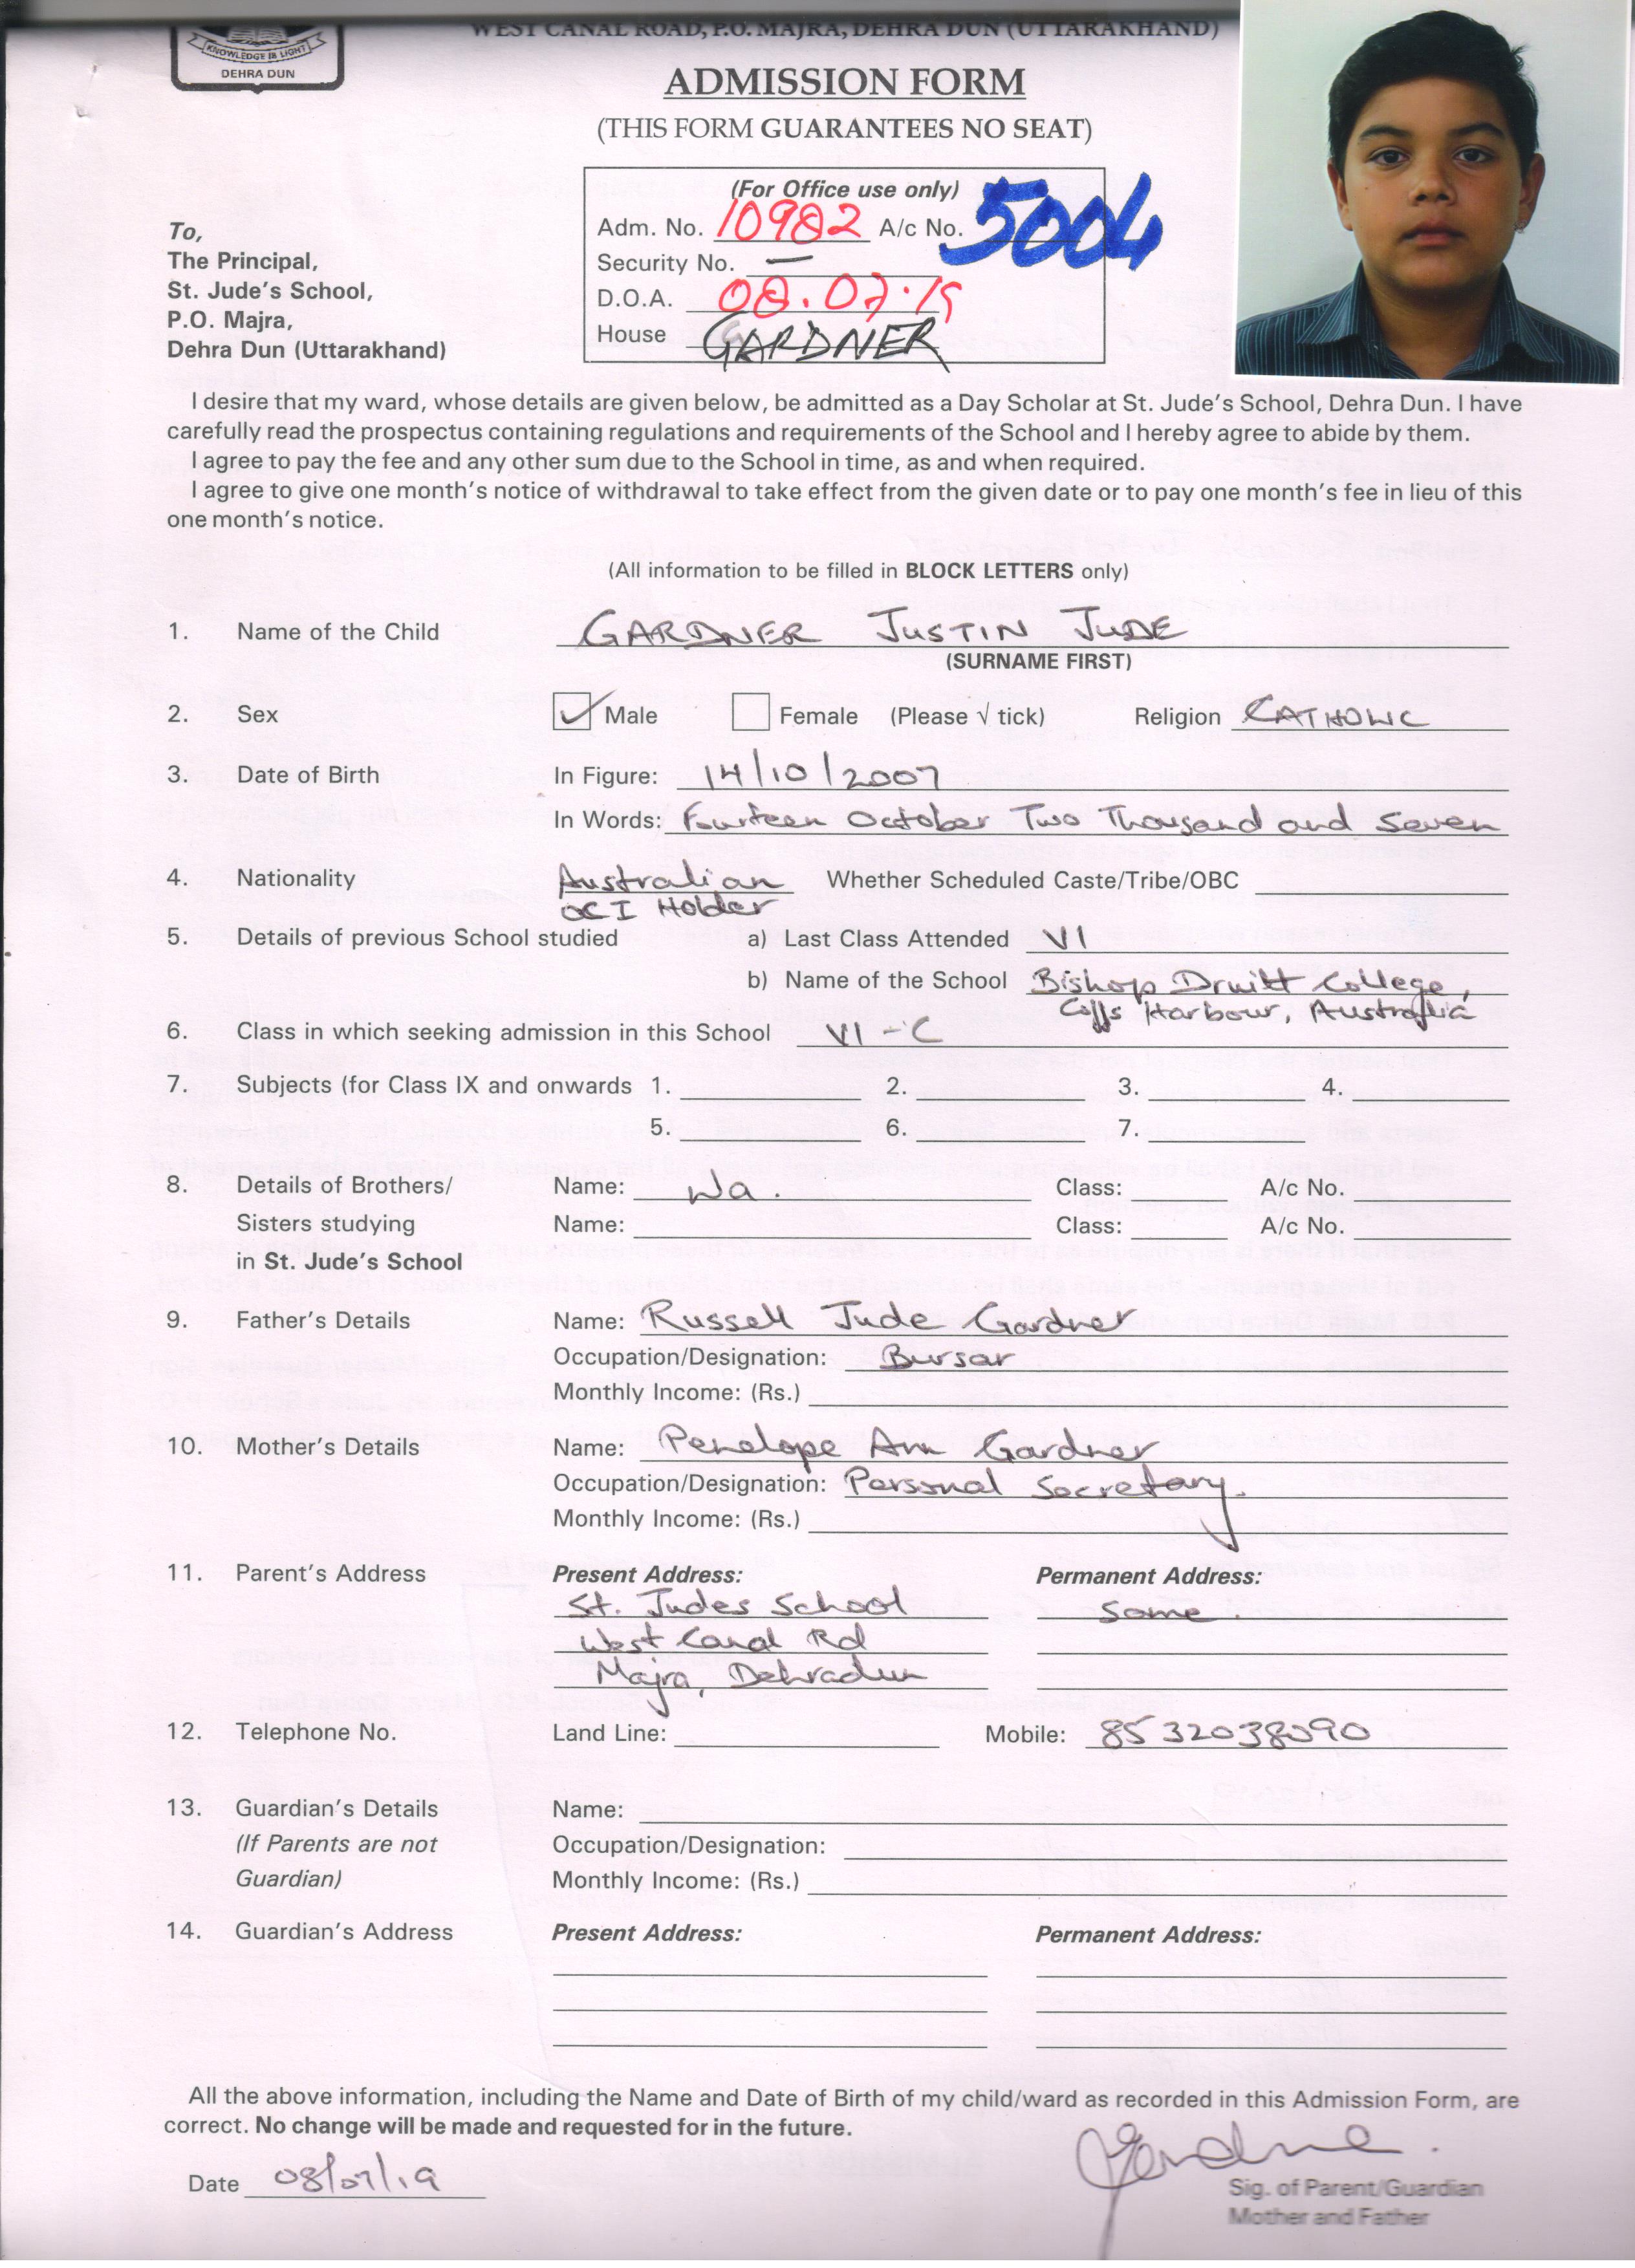 WEST CANAL ROAD, P.O. MAJRA, DEHRA DUN (UTTARAKHAND)
KNOWLEDGE IS LIGHT
DEHRA DUN
ADMISSION FORM
(THIS FORM GUARANTEES NO SEAT)
(For Office use only)
Adm. No. 10982 A/c No. 5004
Security No. —
D.O.A. 08.07.19
House GARDNER
To,
The Principal,
St. Jude's School,
P.O. Majra,
Dehra Dun (Uttarakhand)
I desire that my ward, whose details are given below, be admitted as a Day Scholar at St. Jude's School, Dehra Dun. I have
carefully read the prospectus containing regulations and requirements of the School and I hereby agree to abide by them.
I agree to pay the fee and any other sum due to the School in time, as and when required.
I agree to give one month's notice of withdrawal to take effect from the given date or to pay one month's fee in lieu of this
one month's notice.
(All information to be filled in BLOCK LETTERS only)
1. Name of the Child GARDNER JUSTIN JUDE
(SURNAME FIRST)
2. Sex Male Female (Please √ tick) Religion CATHOLIC
3. Date of Birth In Figure: 14/10/2007
In Words: Fourteen October Two Thousand and Seven
4. Nationality Australian Whether Scheduled Caste/Tribe/OBC
OCI Holder
5. Details of previous School studied a) Last Class Attended VI
b) Name of the School Bishop Druitt College,
Coffs Harbour, Australia
6. Class in which seeking admission in this School VI - C
7. Subjects (for Class IX and onwards 1. 2. 3. 4.
5. 6. 7.
8. Details of Brothers/ Name: N/a. Class: A/c No.
Sisters studying Name: Class: A/c No.
in St. Jude's School
9. Father's Details Name: Russell Jude Gardner
Occupation/Designation: Bursar
Monthly Income: (Rs.)
10. Mother's Details Name: Penelope Ann Gardner
Occupation/Designation: Personal Secretary.
Monthly Income: (Rs.)
11. Parent's Address Present Address: Permanent Address:
St. Judes School Same.
West Canal Rd
Majra, Dehradun
12. Telephone No. Land Line: Mobile: 8532038090
13. Guardian's Details Name:
(If Parents are not Occupation/Designation:
Guardian) Monthly Income: (Rs.)
14. Guardian's Address Present Address: Permanent Address:
All the above information, including the Name and Date of Birth of my child/ward as recorded in this Admission Form, are
correct. No change will be made and requested for in the future.
Date 08/07/19
Sig. of Parent/Guardian
Mother and Father